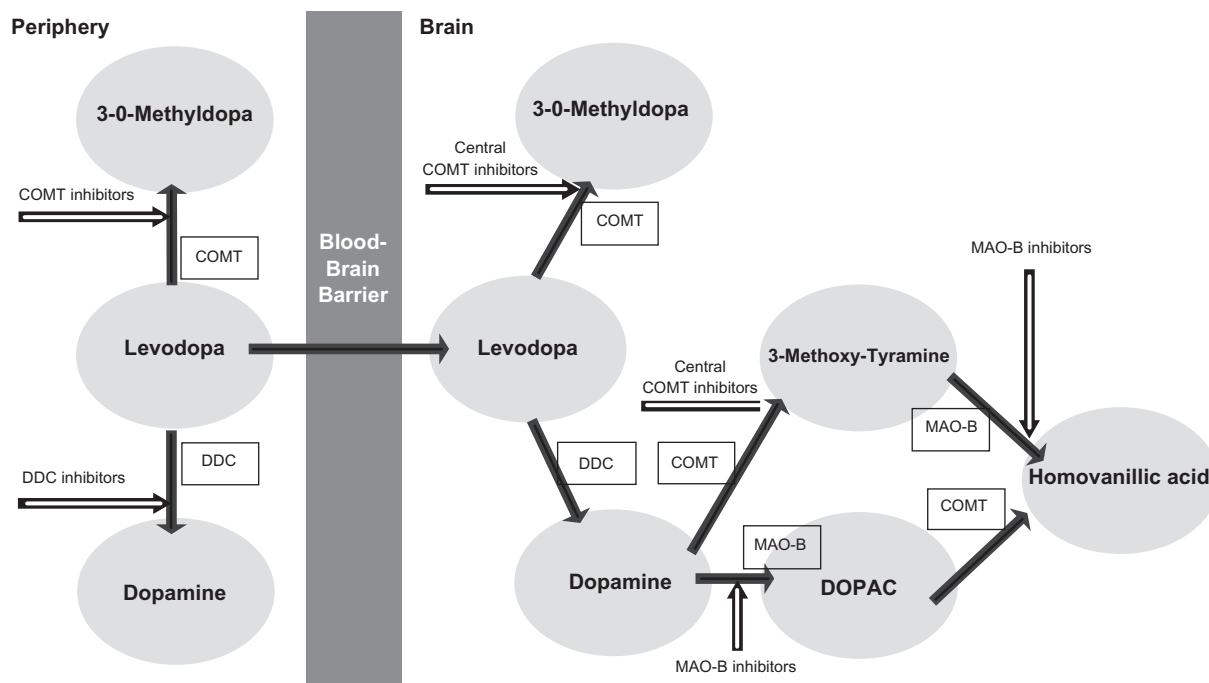 Periphery
Brain
3-0-Methyldopa
COMT inhibitors
COMT
Levodopa
DDC
DDC inhibitors
Dopamine
Blood-
Brain
Barrier
3-0-Methyldopa
Central
COMT inhibitors
COMT
Levodopa
DDC
Dopamine
Central
COMT inhibitors
COMT
3-Methoxy-Tyramine
MAO-B
DOPAC
MAO-B inhibitors
MAO-B inhibitors
MAO-B
COMT
Homovanillic acid